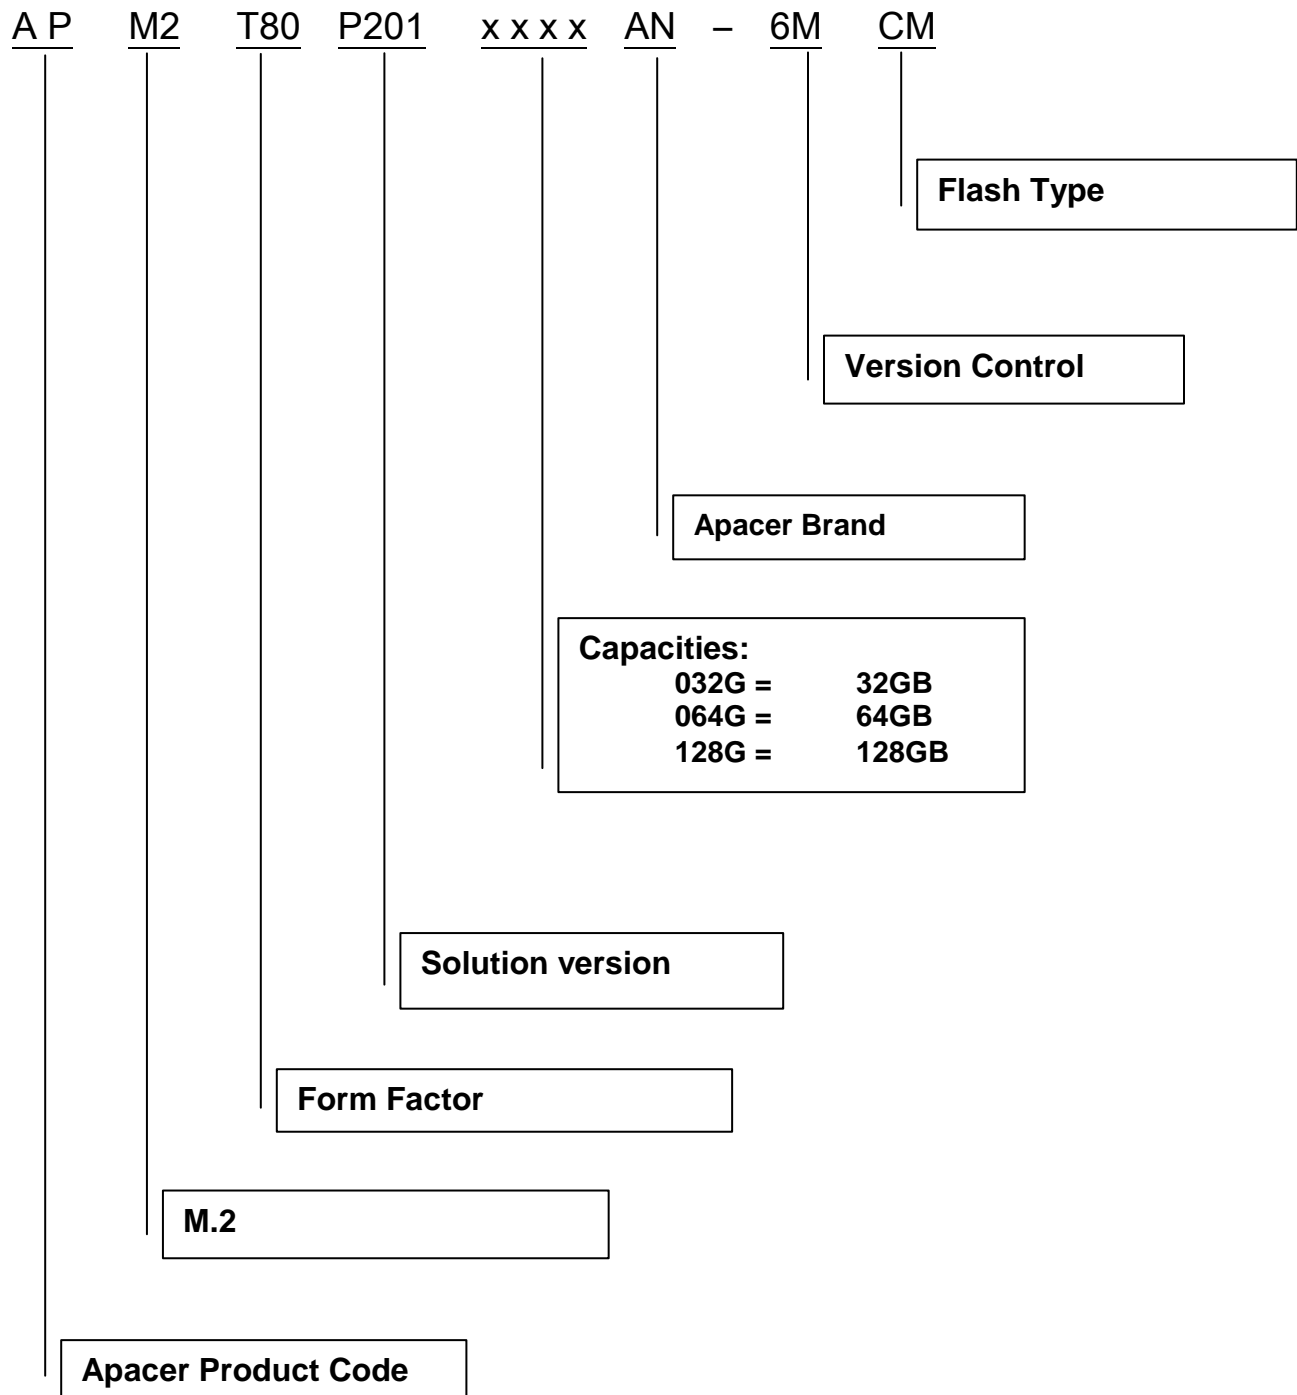 A P M2 T80 P201 x x x x AN – 6M CM
Flash Type
Version Control
Apacer Brand
Capacities:
032G = 32GB
064G = 64GB
128G = 128GB
Solution version
Form Factor
M.2
Apacer Product Code